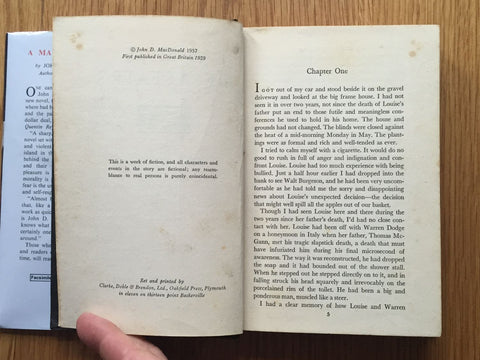 A MA
by JOH
Author
© John D. MacDonald 1957
First published in Great Britain 1959
This is a work of fiction, and all characters
and events in the story are fictional; any resem-
blance to real persons is purely coincidental.
Set and printed by
Clarke, Doble & Brendon, Ltd., Oakfield Press, Plymouth
in eleven on thirteen point Baskerville
Chapter One
I GOT out of my car and stood beside it on the gravel
driveway and looked at the big frame house. I had not
seen it in over two years, not since the death of Louise's
father put an end to those futile and meaningless con-
ferences he used to hold in his home. The house and
grounds had not changed. The blinds were closed against
the heat of a mid-morning Monday in May. The plant-
ings were as formal and rich and well-tended as ever.
I tried to calm myself with a cigarette. It would do no
good to rush in full of anger and indignation and con-
front Louise. Louise had too much experience with being
bullied. Just a half hour earlier I had dropped into the
bank to see Walt Burgeson, and he had been very uncom-
fortable as he told me the sorry and disappointing news
about Louise's unexpected decision—the decision
that might well spill all the apples out of our basket.
Though I had seen Louise here and there during the
two years since her father's death, I'd had no close con-
tact with her. Louise had been with Warren Dodge
on a honeymoon in Italy when her father, Thomas Mc-
Gann, met his tragic slapstick death, a death that must
have infuriated him during his final microsecond of
awareness. The way it was reconstructed, he had dropped
the soap and it had bounded out of the shower stall.
When he stepped out he stepped directly on to it, and in
falling struck his head squarely and irrevocably on the
porcelained rim of the toilet. He had been a big and
ponderous man, muscled like a steer.
I had a clear memory of how Louise and Warren
5